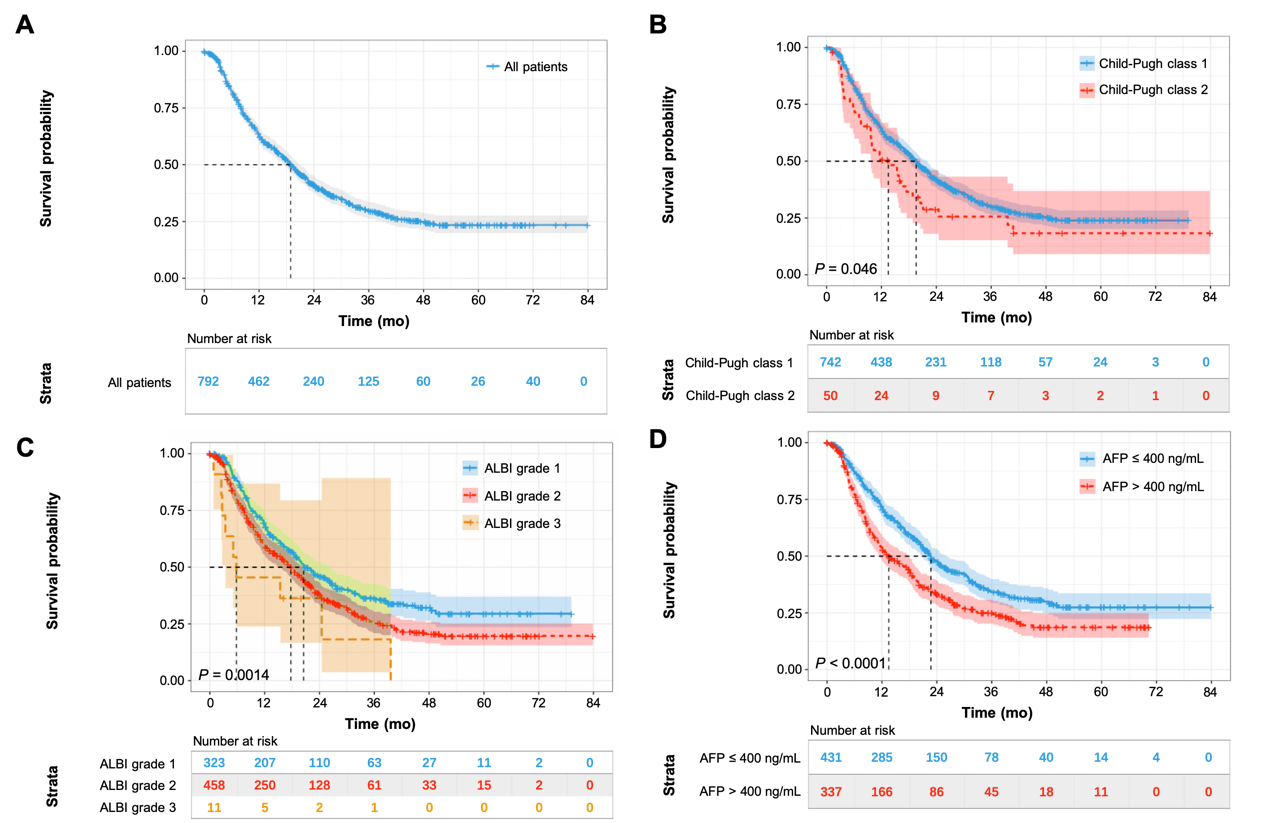 A
Survival probability
1.00
0.75
0.50
0.25
0.00
All patients
0 12 24 36 48 60 72 84
Time (mo)
Number at risk
Strata
All patients 792 462 240 125 60 26 40 0
B
Survival probability
1.00
0.75
0.50
0.25
0.00
Child-Pugh class 1
Child-Pugh class 2
P = 0.046
0 12 24 36 48 60 72 84
Time (mo)
Number at risk
Strata
Child-Pugh class 1 742 438 231 118 57 24 3 0
Child-Pugh class 2 50 24 9 7 3 2 1 0
C
Survival probability
1.00
0.75
0.50
0.25
0.00
ALBI grade 1
ALBI grade 2
ALBI grade 3
P = 0.0014
0 12 24 36 48 60 72 84
Time (mo)
Number at risk
Strata
ALBI grade 1 323 207 110 63 27 11 2 0
ALBI grade 2 458 250 128 61 33 15 2 0
ALBI grade 3 11 5 2 1 0 0 0 0
D
Survival probability
1.00
0.75
0.50
0.25
0.00
AFP ≤ 400 ng/mL
AFP > 400 ng/mL
P < 0.0001
0 12 24 36 48 60 72 84
Time (mo)
Number at risk
Strata
AFP ≤ 400 ng/mL 431 285 150 78 40 14 4 0
AFP > 400 ng/mL 337 166 86 45 18 11 0 0